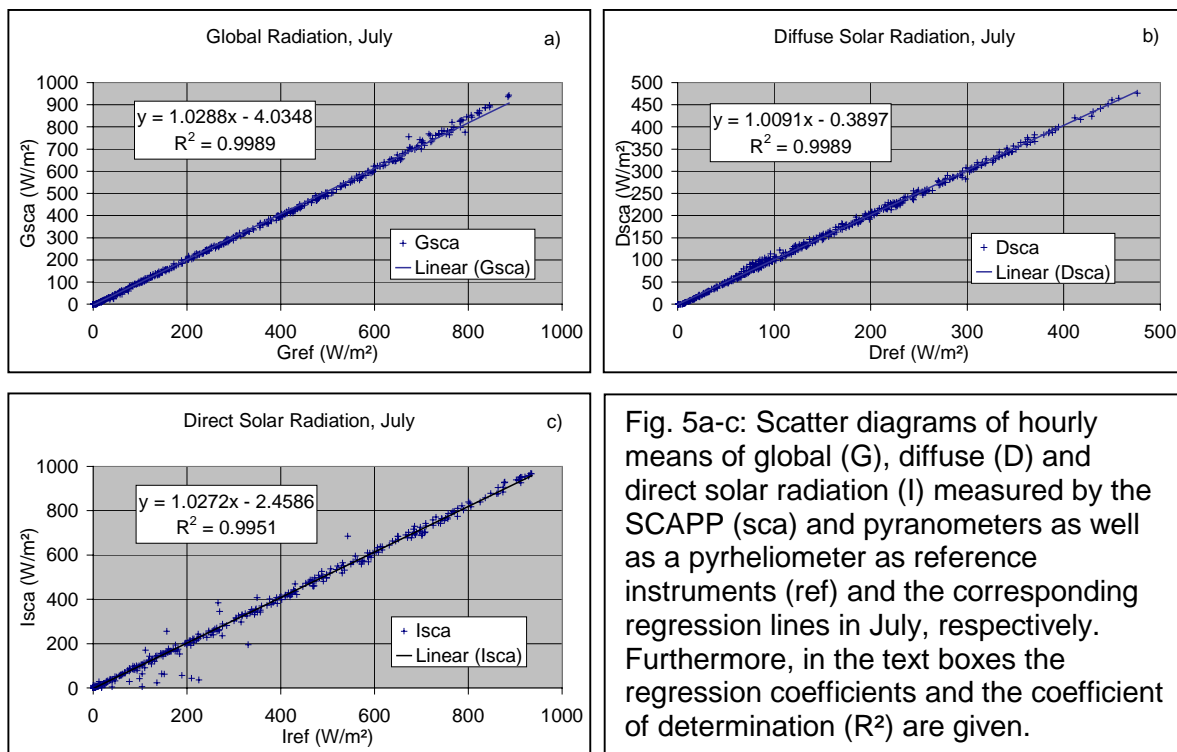 Global Radiation, July
a)
1000
900
800
700
600
500
400
300
200
100
0
Gsca (W/m²)
y = 1.0288x - 4.0348
R² = 0.9989
Gsca
Linear (Gsca)
0 200 400 600 800 1000
Gref (W/m²)
Diffuse Solar Radiation, July
b)
500
450
400
350
300
250
200
150
100
50
0
Dsca (W/m²)
y = 1.0091x - 0.3897
R² = 0.9989
Dsca
Linear (Dsca)
0 100 200 300 400 500
Dref (W/m²)
Direct Solar Radiation, July
c)
1000
800
600
400
200
0
Isca (W/m²)
y = 1.0272x - 2.4586
R² = 0.9951
Isca
Linear (Isca)
0 200 400 600 800 1000
Iref (W/m²)
Fig. 5a-c: Scatter diagrams of hourly
means of global (G), diffuse (D) and
direct solar radiation (I) measured by the
SCAPP (sca) and pyranometers as well
as a pyrheliometer as reference
instruments (ref) and the corresponding
regression lines in July, respectively.
Furthermore, in the text boxes the
regression coefficients and the coefficient
of determination (R²) are given.